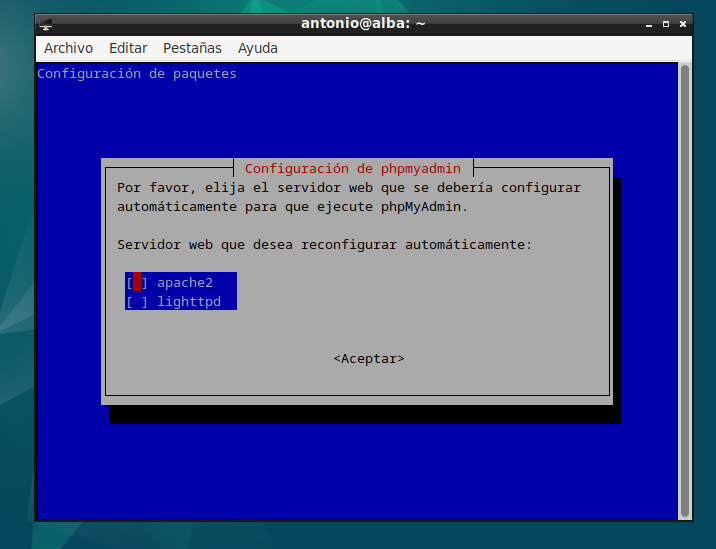 antonio@alba: ~
Archivo Editar Pestañas Ayuda
Configuración de paquetes
Configuración de phpmyadmin
Por favor, elija el servidor web que se debería configurar
automáticamente para que ejecute phpMyAdmin.
Servidor web que desea reconfigurar automáticamente:
[ ] apache2
[ ] lighttpd
<Aceptar>